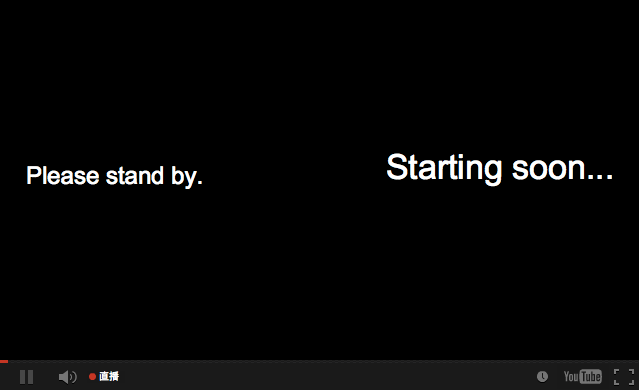 Please stand by.
Starting soon...
直播
YouTube